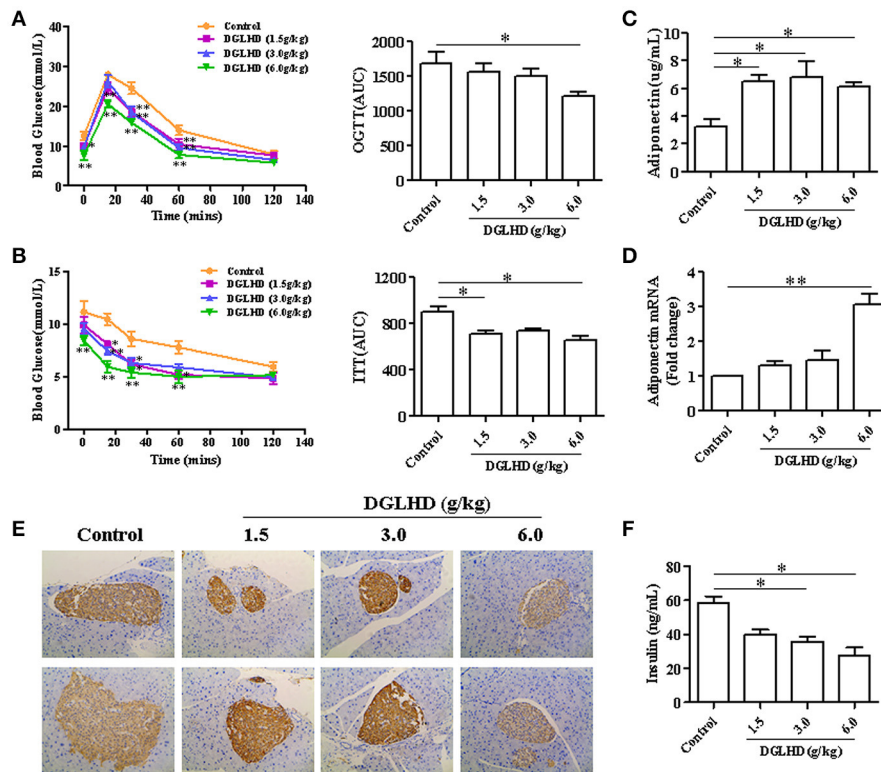 A
Blood Glucose(mmol/L)
40
30
20
10
0
0 20 40 60 80 100 120 140
Time (mins)
Control
DGLHD (1.5g/kg)
DGLHD (3.0g/kg)
DGLHD (6.0g/kg)
**
**
**
**
**
**
**
**
*
**
**
OGTT(AUC)
2000
1500
1000
500
0
*
Control
1.5
3.0
6.0
DGLHD (g/kg)
C
Adiponectin(ug/mL)
10
8
6
4
2
0
*
*
*
Control
1.5
3.0
6.0
DGLHD (g/kg)
B
Blood Glucose(mmol/L)
15
10
5
0
0 20 40 60 80 100 120 140
Time (mins)
Control
DGLHD (1.5g/kg)
DGLHD (3.0g/kg)
DGLHD (6.0g/kg)
**
*
*
**
*
*
**
*
**
ITT(AUC)
1200
900
600
300
0
*
*
Control
1.5
3.0
6.0
DGLHD (g/kg)
D
Adiponectin mRNA
(Fold change)
4
3
2
1
0
**
Control
1.5
3.0
6.0
DGLHD (g/kg)
E
DGLHD (g/kg)
Control 1.5 3.0 6.0
F
Insulin (ng/mL)
80
60
40
20
0
*
*
Control
1.5
3.0
6.0
DGLHD (g/kg)